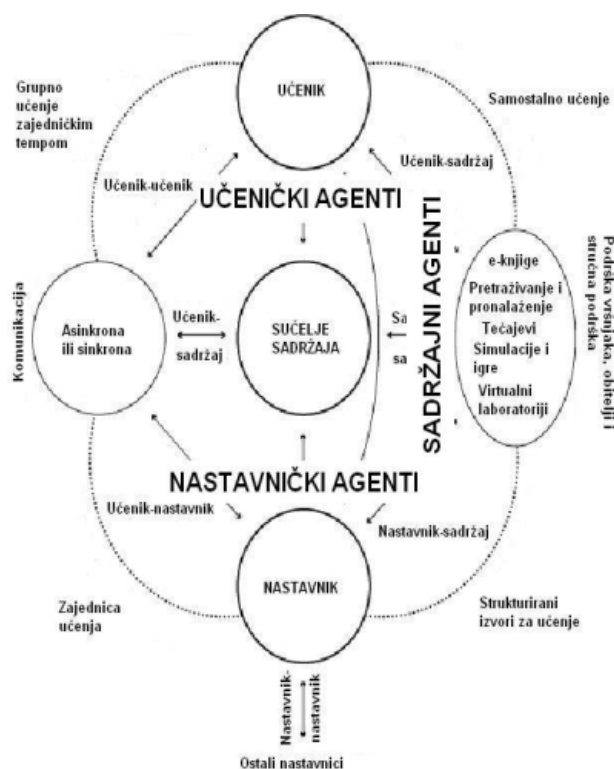 UČENIK
Grupno
učenje
zajedničkim
tempom
Samostalno učenje
Učenik-učenik
Učenik-sadržaj
UČENIČKI AGENTI
SADRŽAJNI AGENTI
Komunikacija
Asinkrona
ili sinkrona
Učenik-
sadržaj
SUČELJE
SADRŽAJA
Sa
sa
e-knjige
Pretraživanje i
pronalaženje
Tečajevi
Simulacije i
igre
Virtualni
laboratoriji
Podrška vršnjaka, obitelji i
stručna podrška
NASTAVNIČKI AGENTI
Učenik-nastavnik
Nastavnik-sadržaj
NASTAVNIK
Zajednica
učenja
Strukturirani
izvori za učenje
Nastavnik-
nastavnik
Ostali nastavnici